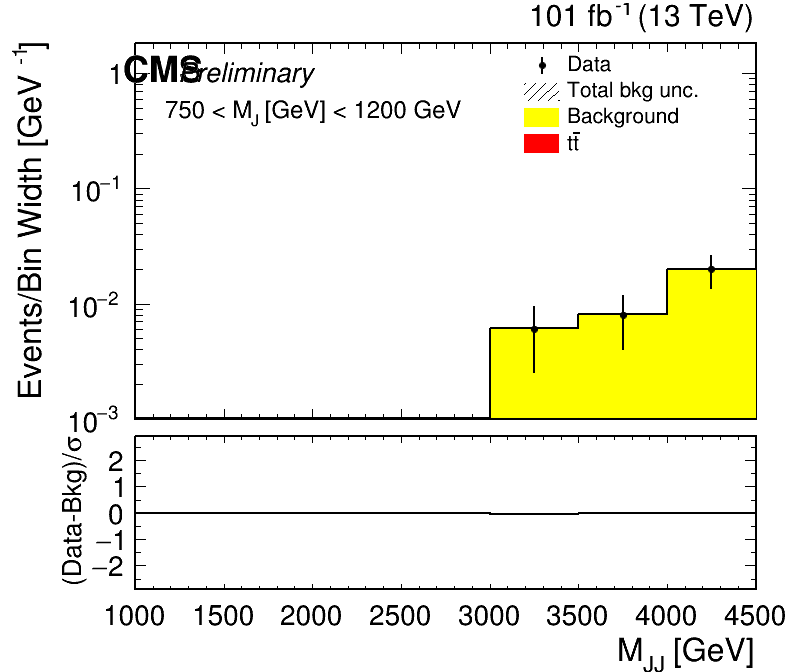 101 fb⁻¹ (13 TeV)
CMS Preliminary
750 < M_J [GeV] < 1200 GeV
Data
Total bkg unc.
Background
tt̄
Events/Bin Width [GeV⁻¹]
1
10⁻¹
10⁻²
10⁻³
(Data-Bkg)/σ
2
1
0
−1
−2
1000 1500 2000 2500 3000 3500 4000 4500
M_JJ [GeV]